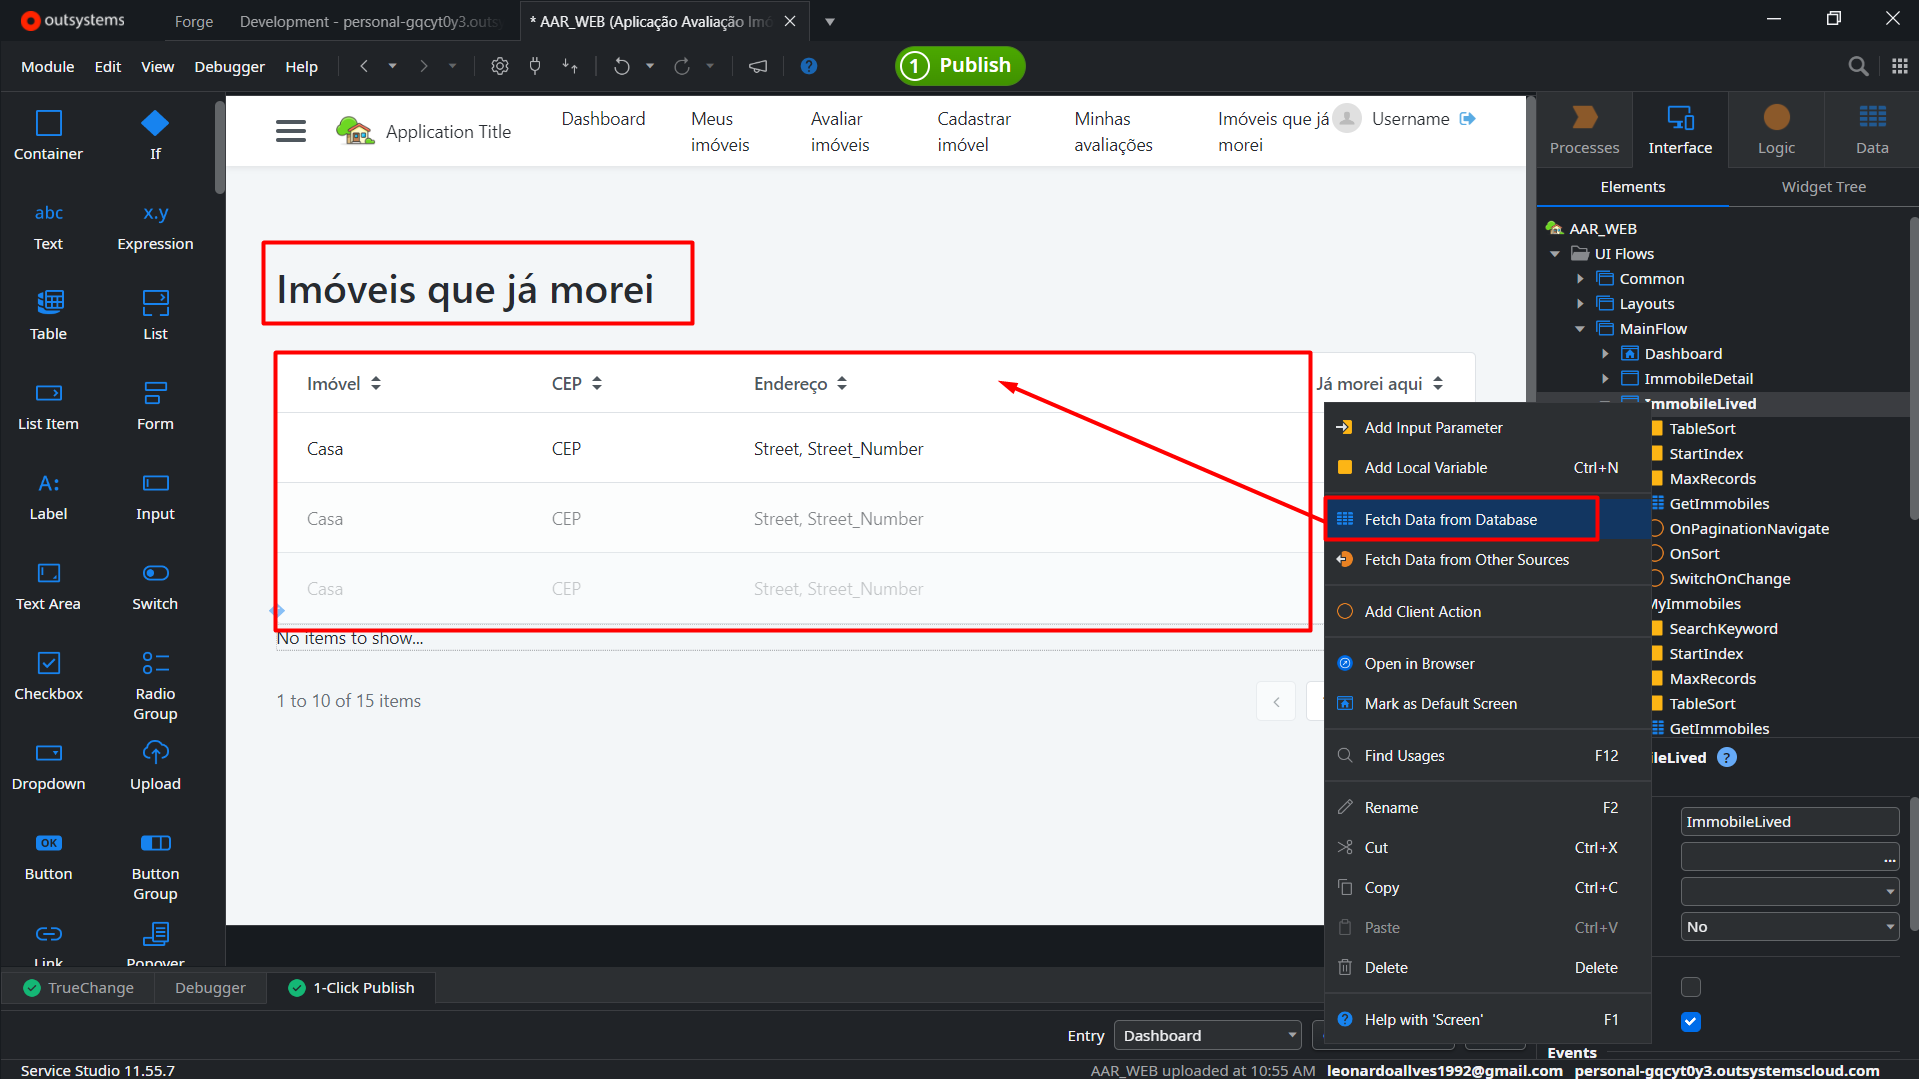 outsystems
Forge
Development - personal-gqcyt0y3.outs
* AAR_WEB (Aplicação Avaliação Imó
Module
Edit
View
Debugger
Help
1
Publish
?
Container
If
abc
Text
x.y
Expression
Table
List
List Item
Form
A:
Label
Input
Text Area
Switch
Checkbox
Radio
Group
Dropdown
Upload
OK
Button
Button
Group
Link
Popover
Application Title
Dashboard
Meus
imóveis
Avaliar
imóveis
Cadastrar
imóvel
Minhas
avaliações
Imóveis que já
morei
Username
Imóveis que já morei
Imóvel
CEP
Endereço
Já morei aqui
Casa
CEP
Street, Street_Number
Casa
CEP
Street, Street_Number
Casa
CEP
Street, Street_Number
No items to show...
1 to 10 of 15 items
Add Input Parameter
Add Local Variable Ctrl+N
Fetch Data from Database
Fetch Data from Other Sources
Add Client Action
Open in Browser
Mark as Default Screen
Find Usages F12
Rename F2
Cut Ctrl+X
Copy Ctrl+C
Paste Ctrl+V
Delete Delete
Help with 'Screen' F1
Processes
Interface
Logic
Data
Elements
Widget Tree
AAR_WEB
UI Flows
Common
Layouts
MainFlow
Dashboard
ImmobileDetail
ImmobileLived
TableSort
StartIndex
MaxRecords
GetImmobiles
OnPaginationNavigate
OnSort
SwitchOnChange
MyImmobiles
SearchKeyword
StartIndex
MaxRecords
TableSort
GetImmobiles
leLived
?
ImmobileLived
...
No
Events
TrueChange
Debugger
1-Click Publish
Entry
Dashboard
Service Studio 11.55.7
AAR_WEB uploaded at 10:55 AM
leonardoallves1992@gmail.com
personal-gqcyt0y3.outsystemscloud.com